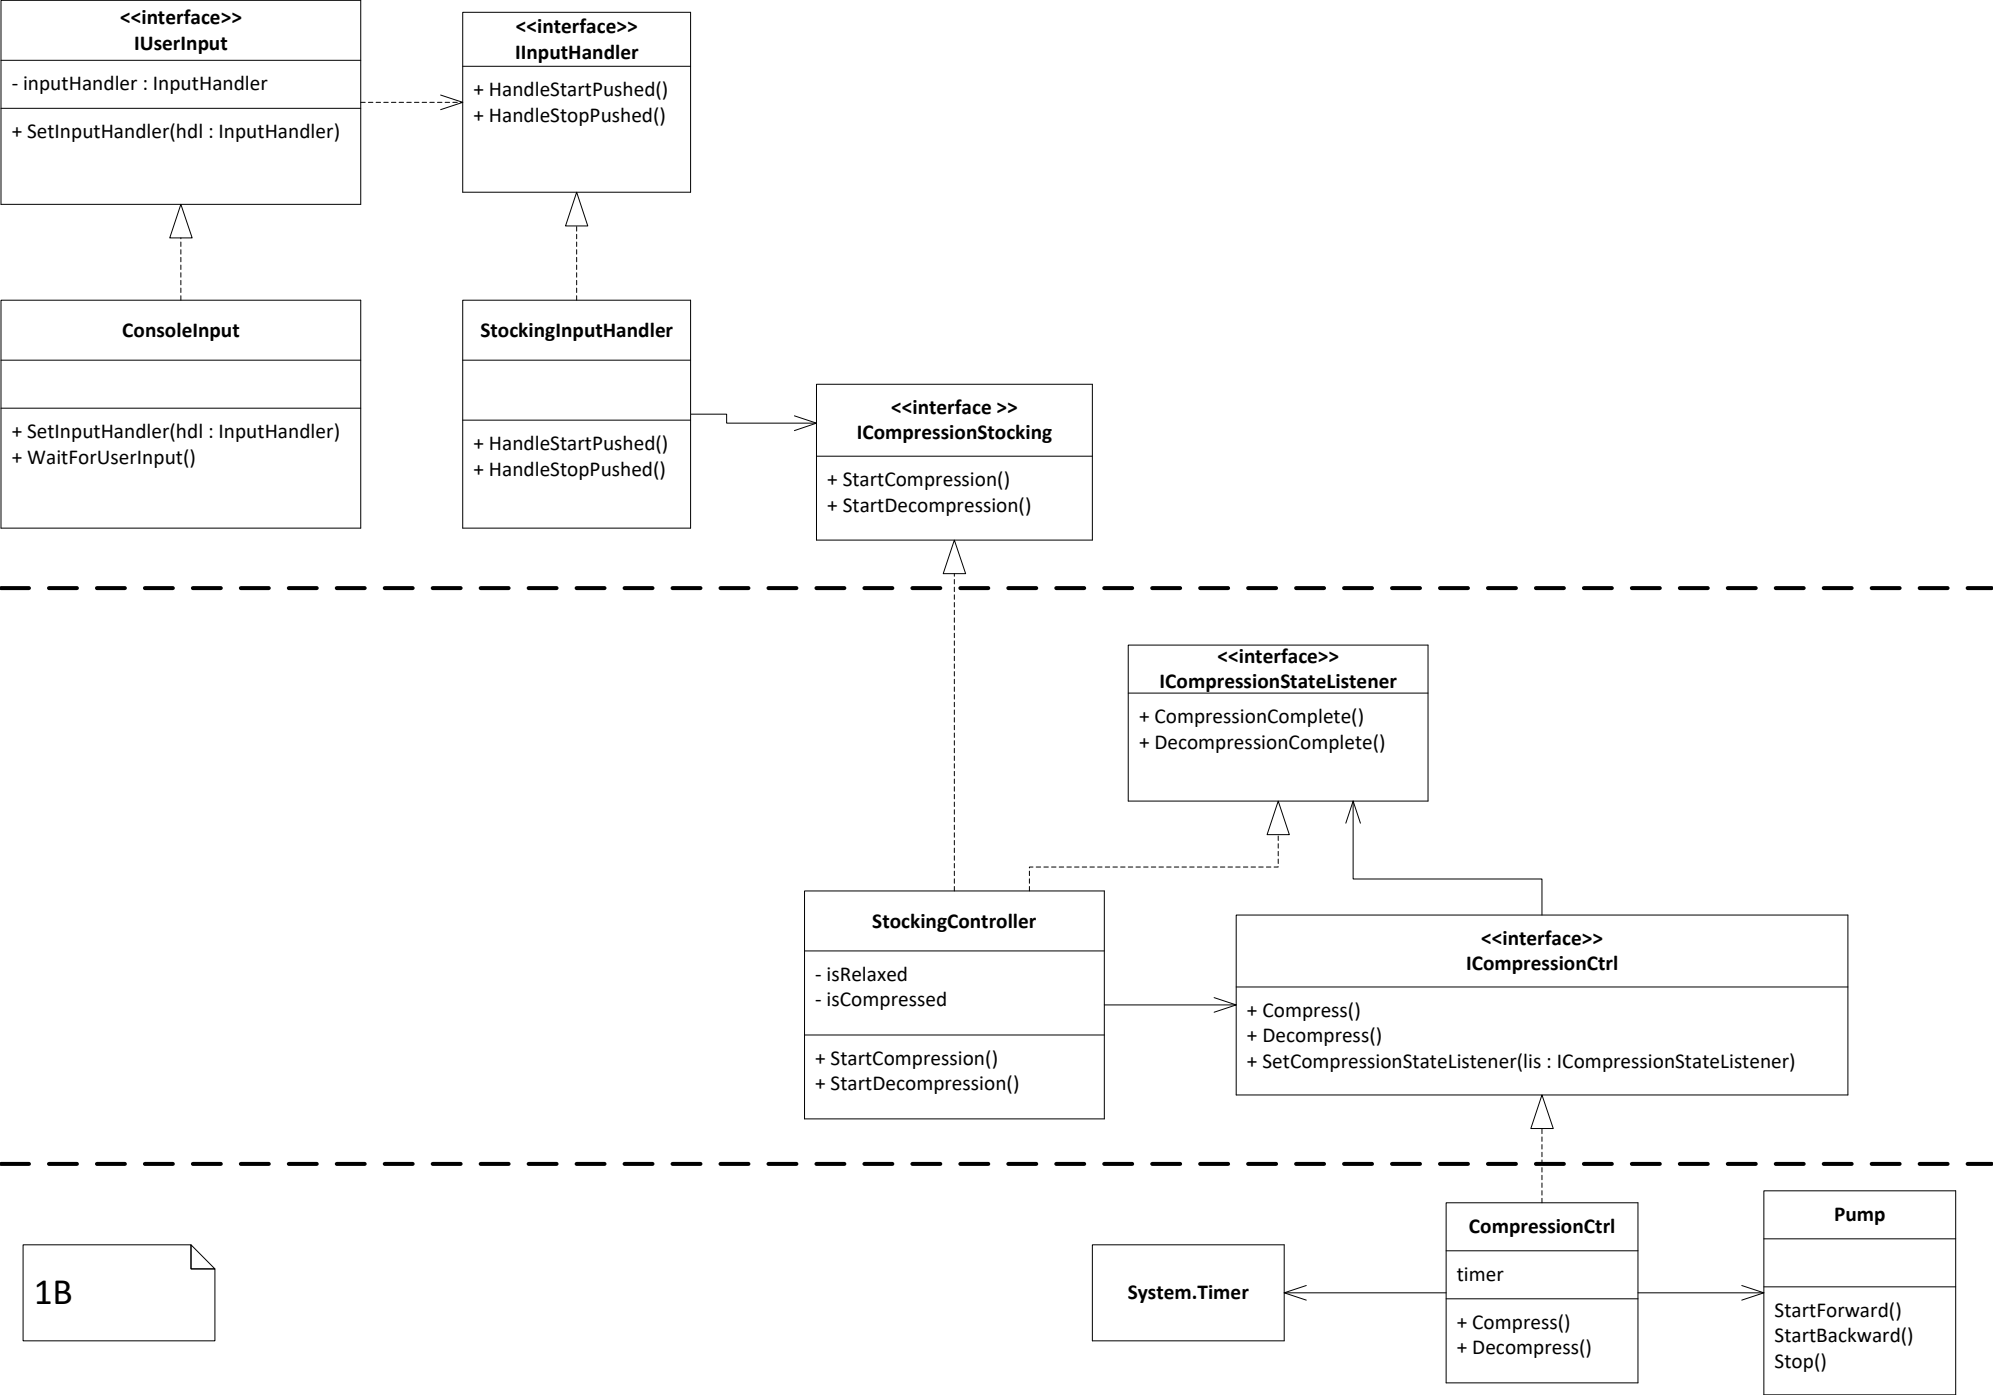 <<interface>>
IUserInput
- inputHandler : InputHandler
+ SetInputHandler(hdl : InputHandler)
<<interface>>
IInputHandler
+ HandleStartPushed()
+ HandleStopPushed()
ConsoleInput
+ SetInputHandler(hdl : InputHandler)
+ WaitForUserInput()
StockingInputHandler
+ HandleStartPushed()
+ HandleStopPushed()
<<interface >>
ICompressionStocking
+ StartCompression()
+ StartDecompression()
<<interface>>
ICompressionStateListener
+ CompressionComplete()
+ DecompressionComplete()
StockingController
- isRelaxed
- isCompressed
+ StartCompression()
+ StartDecompression()
<<interface>>
ICompressionCtrl
+ Compress()
+ Decompress()
+ SetCompressionStateListener(lis : ICompressionStateListener)
1B
System.Timer
CompressionCtrl
timer
+ Compress()
+ Decompress()
Pump
StartForward()
StartBackward()
Stop()